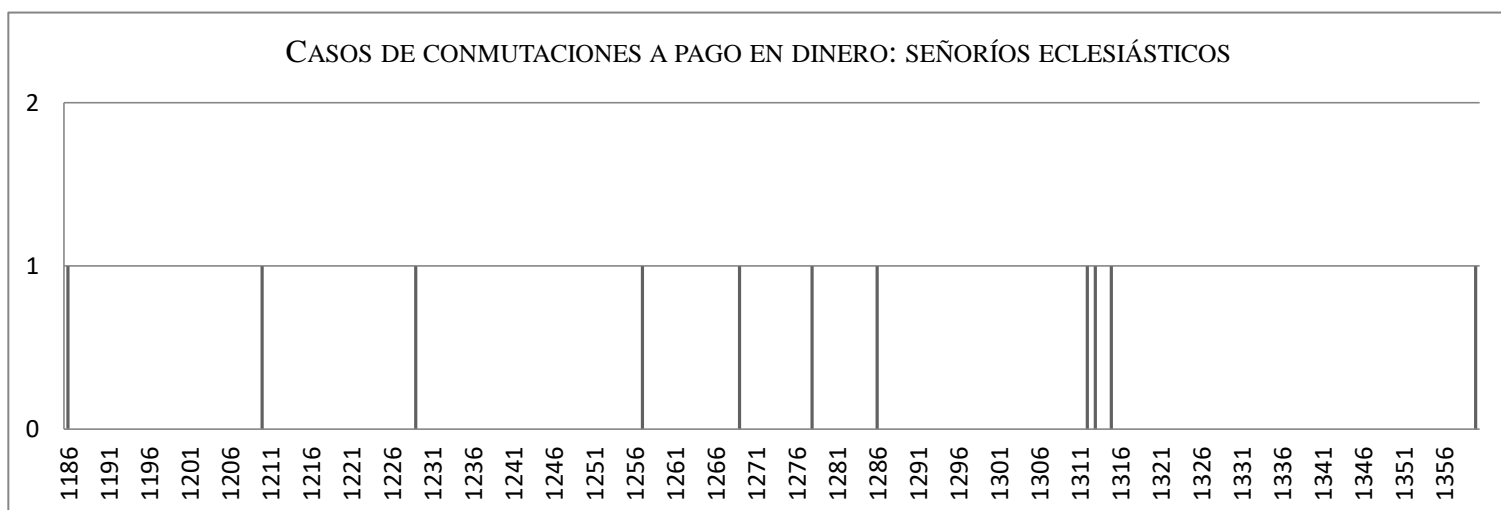 CASOS DE CONMUTACIONES A PAGO EN DINERO: SEÑORÍOS ECLESIÁSTICOS
2
1
0
1186 1191 1196 1201 1206 1211 1216 1221 1226 1231 1236 1241 1246 1251 1256 1261 1266 1271 1276 1281 1286 1291 1296 1301 1306 1311 1316 1321 1326 1331 1336 1341 1346 1351 1356